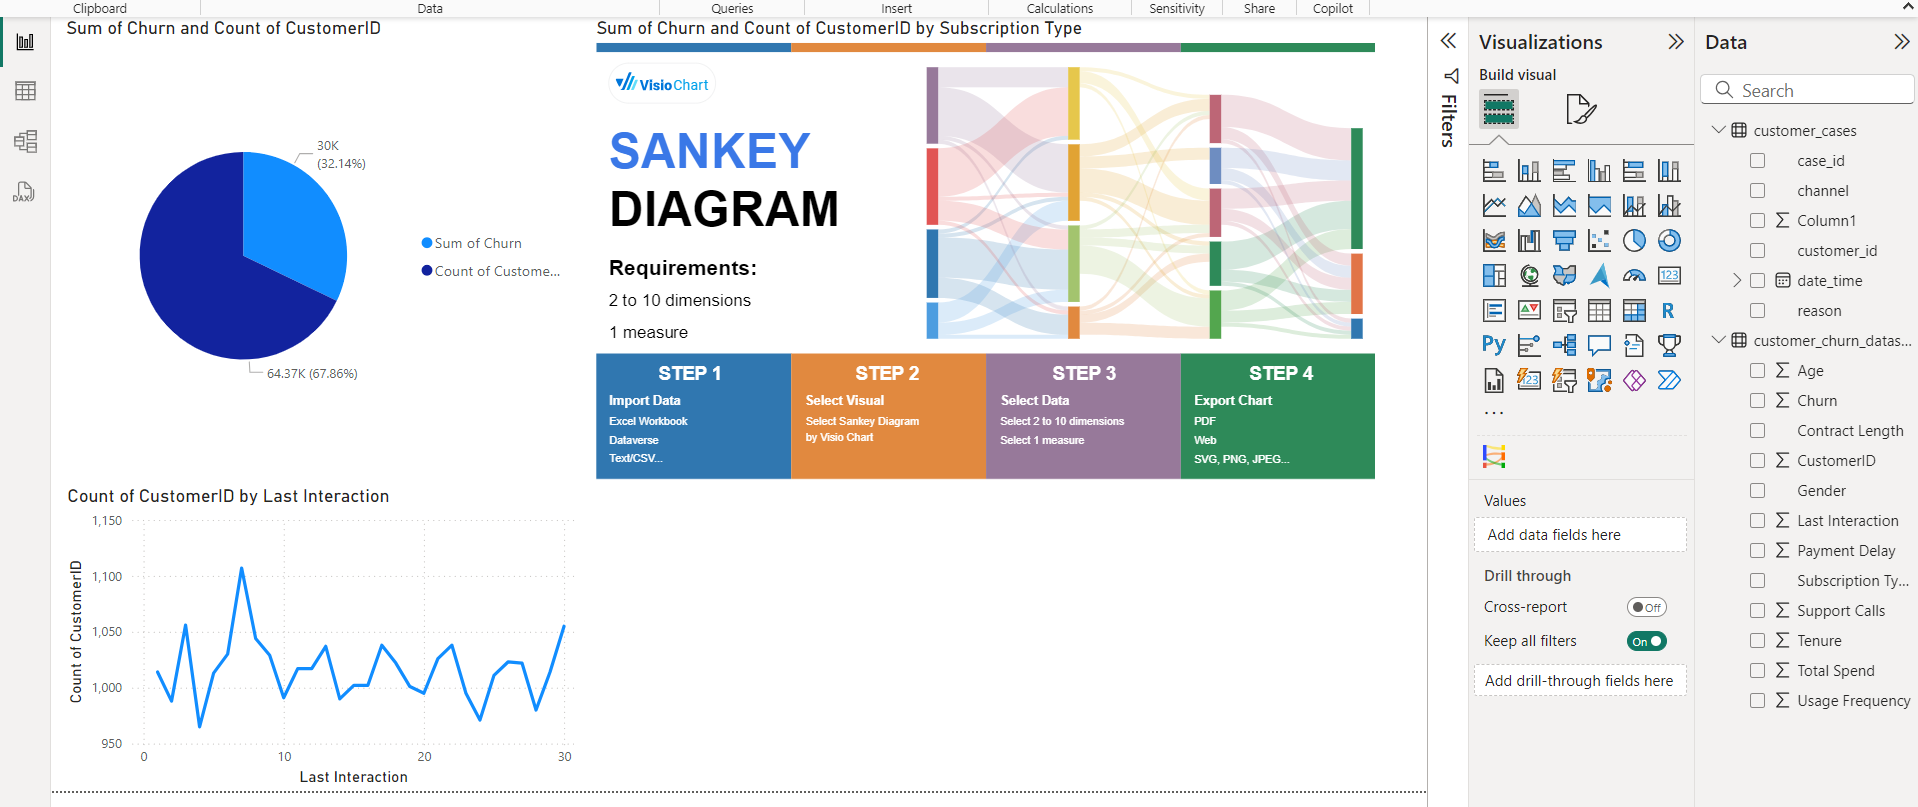 Clipboard
Data
Queries
Insert
Calculations
Sensitivity
Share
Copilot
Sum of Churn and Count of CustomerID
30K
(32.14%)
Sum of Churn
Count of Custome...
64.37K (67.86%)
Sum of Churn and Count of CustomerID by Subscription Type
VisioChart
SANKEY
DIAGRAM
Requirements:
2 to 10 dimensions
1 measure
STEP 1
Import Data
Excel Workbook
Dataverse
Text/CSV...
STEP 2
Select Visual
Select Sankey Diagram
by Visio Chart
STEP 3
Select Data
Select 2 to 10 dimensions
Select 1 measure
STEP 4
Export Chart
PDF
Web
SVG, PNG, JPEG...
Count of CustomerID by Last Interaction
Count of CustomerID
1,150
1,100
1,050
1,000
950
0
10
20
30
Last Interaction
DAX
Filters
Visualizations
Build visual
123
R
Py
123
...
Values
Add data fields here
Drill through
Cross-report
Off
Keep all filters
On
Add drill-through fields here
Data
Search
customer_cases
case_id
channel
Σ Column1
customer_id
date_time
reason
customer_churn_datas...
Σ Age
Σ Churn
Contract Length
Σ CustomerID
Gender
Σ Last Interaction
Σ Payment Delay
Subscription Ty...
Σ Support Calls
Σ Tenure
Σ Total Spend
Σ Usage Frequency